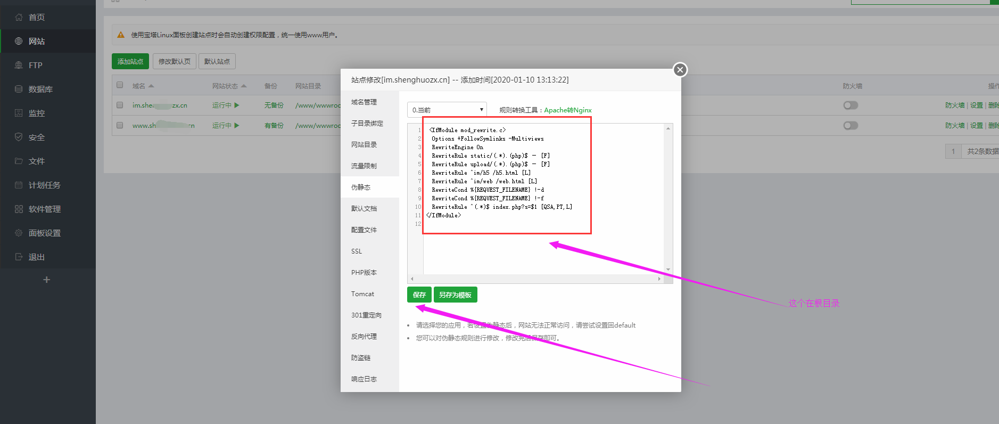 首页
网站
FTP
数据库
监控
安全
文件
计划任务
软件管理
面板设置
退出
使用宝塔Linux面板创建站点时会自动创建权限配置，统一使用www用户。
添加站点 修改默认页 默认站点
域名 网站状态 备份 网站目录 防火墙 操作
im.she zx.cn 运行中 无备份 /www/wwwroo 防火墙 | 设置 | 删除
www.sh cn 运行中 有备份 /www/wwwroo 防火墙 | 设置 | 删除
1 共2条数据
站点修改[im.shenghuozx.cn] -- 添加时间[2020-01-10 13:13:22]
域名管理
子目录绑定
网站目录
流量限制
伪静态
默认文档
配置文件
SSL
PHP版本
Tomcat
301重定向
反向代理
防盗链
响应日志
0.当前 规则转换工具：Apache转Nginx
1 <IfModule mod_rewrite.c>
2 Options +FollowSymlinks -Multiviews
3 RewriteEngine On
4 RewriteRule static/(.*).(php)$ – [F]
5 RewriteRule upload/(.*).(php)$ – [F]
6 RewriteRule ^im/h5 /h5.html [L]
7 RewriteRule ^im/web /web.html [L]
8 RewriteCond %{REQUEST_FILENAME} !-d
9 RewriteCond %{REQUEST_FILENAME} !-f
10 RewriteRule ^(.*)$ index.php?s=$1 [QSA,PT,L]
11 </IfModule>
12
保存 另存为模板
请选择您的应用，若设置伪静态后，网站无法正常访问，请尝试设置回default
您可以对伪静态规则进行修改，修改完后保存即可。
这个在根目录